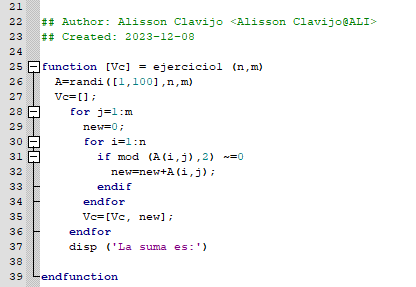 21
22 ## Author: Alisson Clavijo <Alisson Clavijo@ALI>
23 ## Created: 2023-12-08
24
25 function [Vc] = ejercicio1 (n,m)
26 A=randi([1,100],n,m)
27 Vc=[];
28 for j=1:m
29 new=0;
30 for i=1:n
31 if mod (A(i,j),2) ~=0
32 new=new+A(i,j);
33 endif
34 endfor
35 Vc=[Vc, new];
36 endfor
37 disp ('La suma es:')
38
39 endfunction